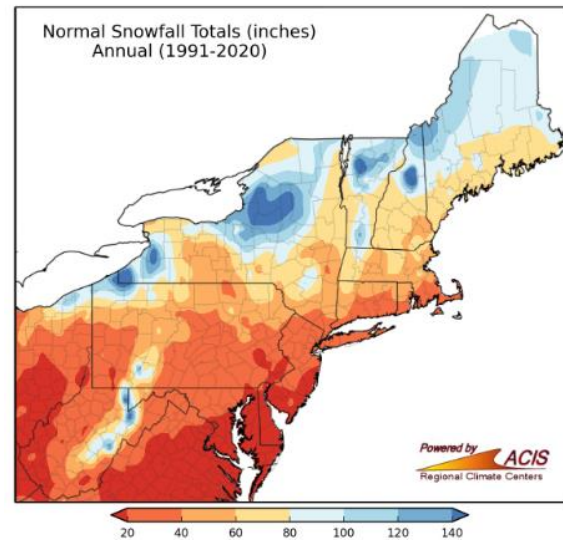 Normal Snowfall Totals (inches)
Annual (1991-2020)
Powered by
ACIS
Regional Climate Centers
20 40 60 80 100 120 140